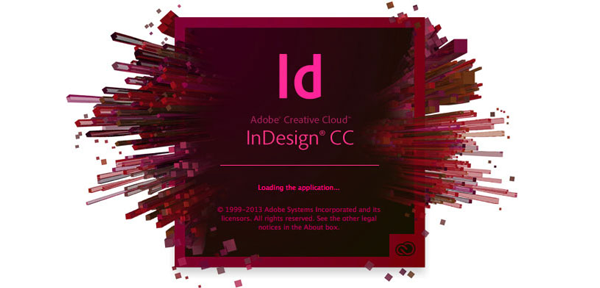 Id
Adobe® Creative Cloud™
InDesign® CC
Loading the application...
© 1999–2013 Adobe Systems Incorporated and its
licensors. All rights reserved. See the other legal
notices in the About box.